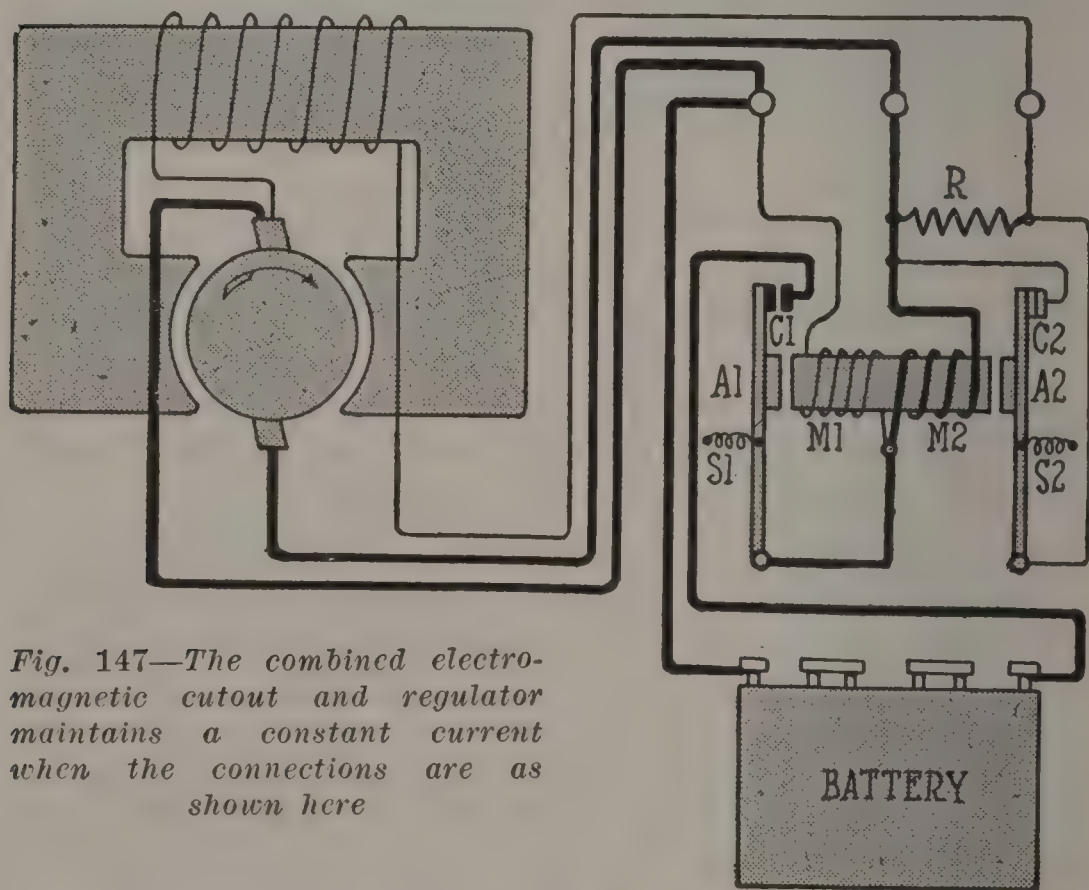 R
C1
C2
A1
A2
M1
M2
S1
S2
Fig. 147—The combined electro-
magnetic cutout and regulator
maintains a constant current
when the connections are as
shown here
BATTERY